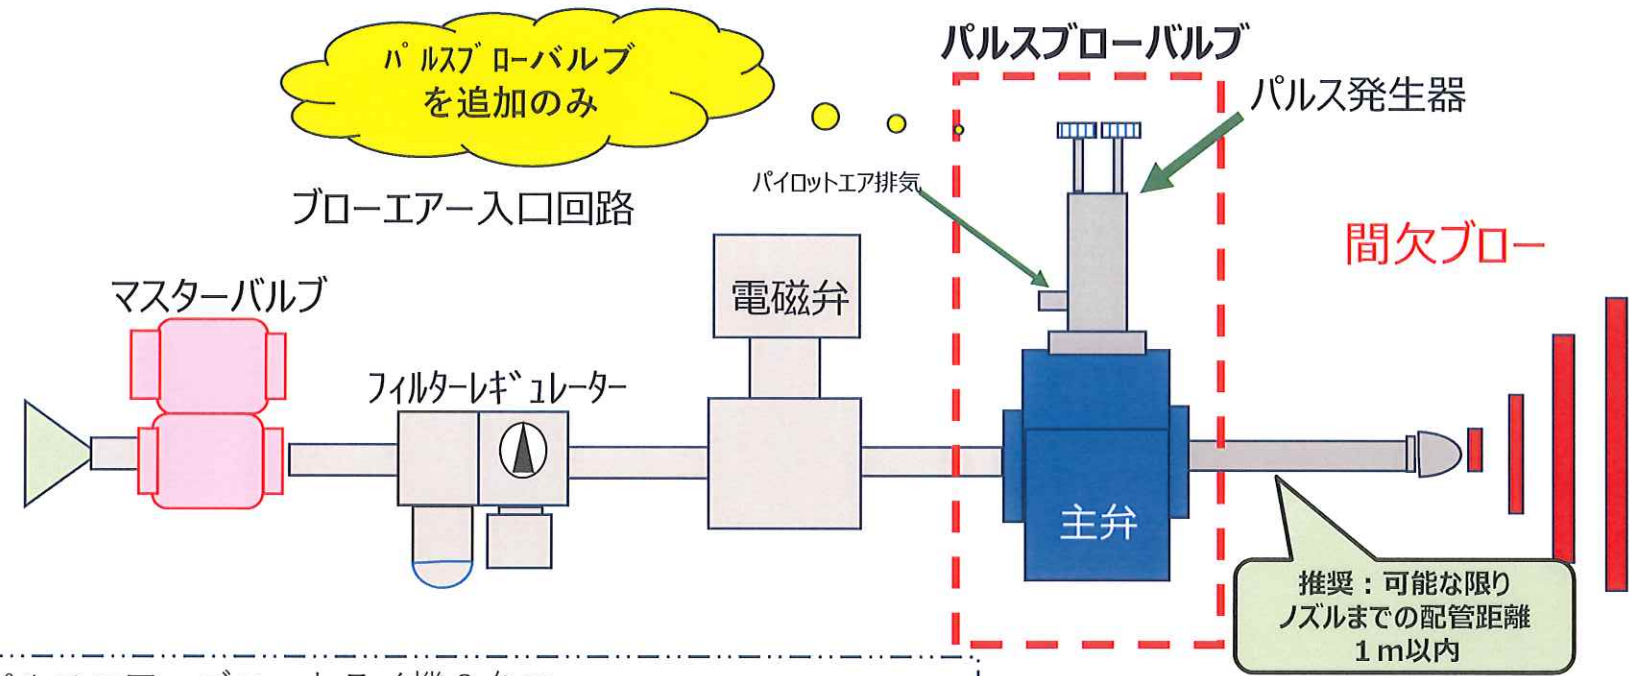 パルスブローバルブ
ﾊﾟﾙｽﾌﾞローバルブ
を追加のみ
パルス発生器
パイロットエア排気
ブローエアー入口回路
間欠ブロー
電磁弁
マスターバルブ
フィルターレギュレーター
主弁
推奨：可能な限り
ノズルまでの配管距離
1ｍ以内